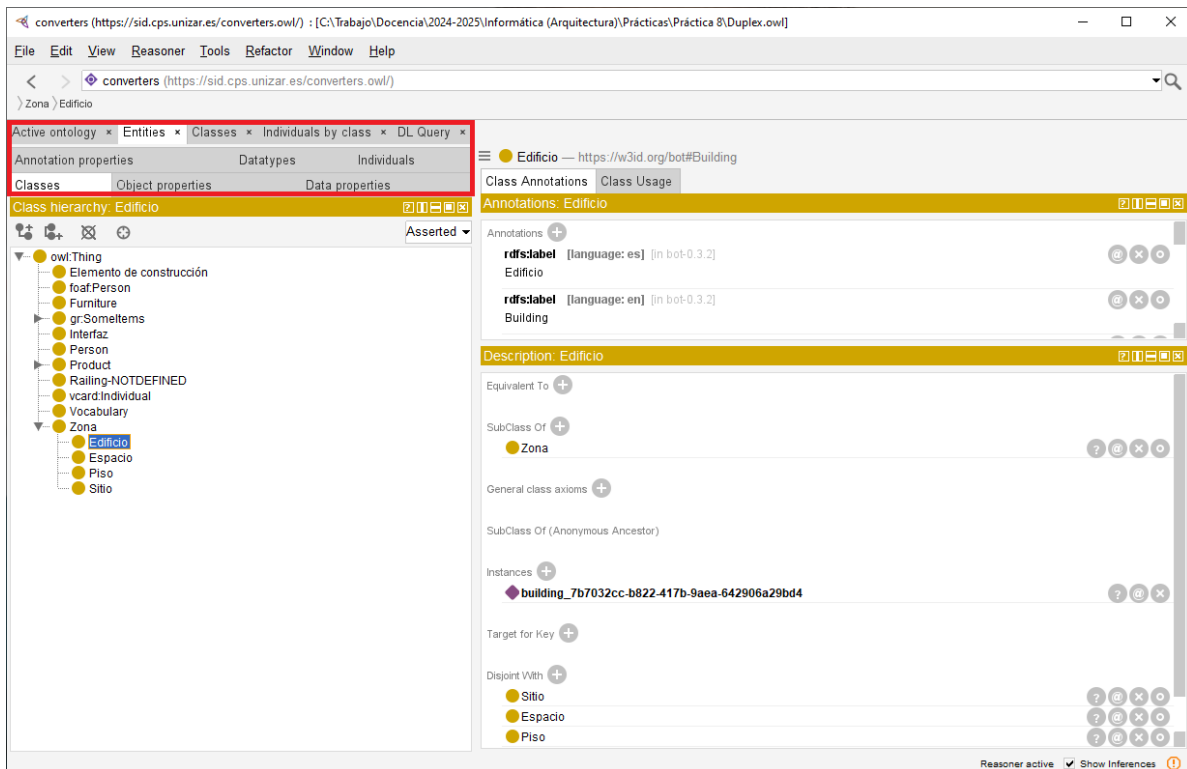 converters (https://sid.cps.unizar.es/converters.owl/) : [C:\Trabajo\Docencia\2024-2025\Informática (Arquitectura)\Prácticas\Práctica 8\Duplex.owl]
File Edit View Reasoner Tools Refactor Window Help
converters (https://sid.cps.unizar.es/converters.owl/)
Zona Edificio
Active ontology × Entities × Classes × Individuals by class × DL Query ×
Annotation properties Datatypes Individuals
Classes Object properties Data properties
Class hierarchy: Edificio
Asserted
owl:Thing
Elemento de construcción
foaf:Person
Furniture
gr:SomeItems
Interfaz
Person
Product
Railing-NOTDEFINED
vcard:Individual
Vocabulary
Zona
Edificio
Espacio
Piso
Sitio
Edificio — https://w3id.org/bot#Building
Class Annotations Class Usage
Annotations: Edificio
Annotations
rdfs:label [language: es] [in bot-0.3.2]
Edificio
rdfs:label [language: en] [in bot-0.3.2]
Building
Description: Edificio
Equivalent To
SubClass Of
Zona
General class axioms
SubClass Of (Anonymous Ancestor)
Instances
building_7b7032cc-b822-417b-9aea-642906a29bd4
Target for Key
Disjoint With
Sitio
Espacio
Piso
Reasoner active Show Inferences